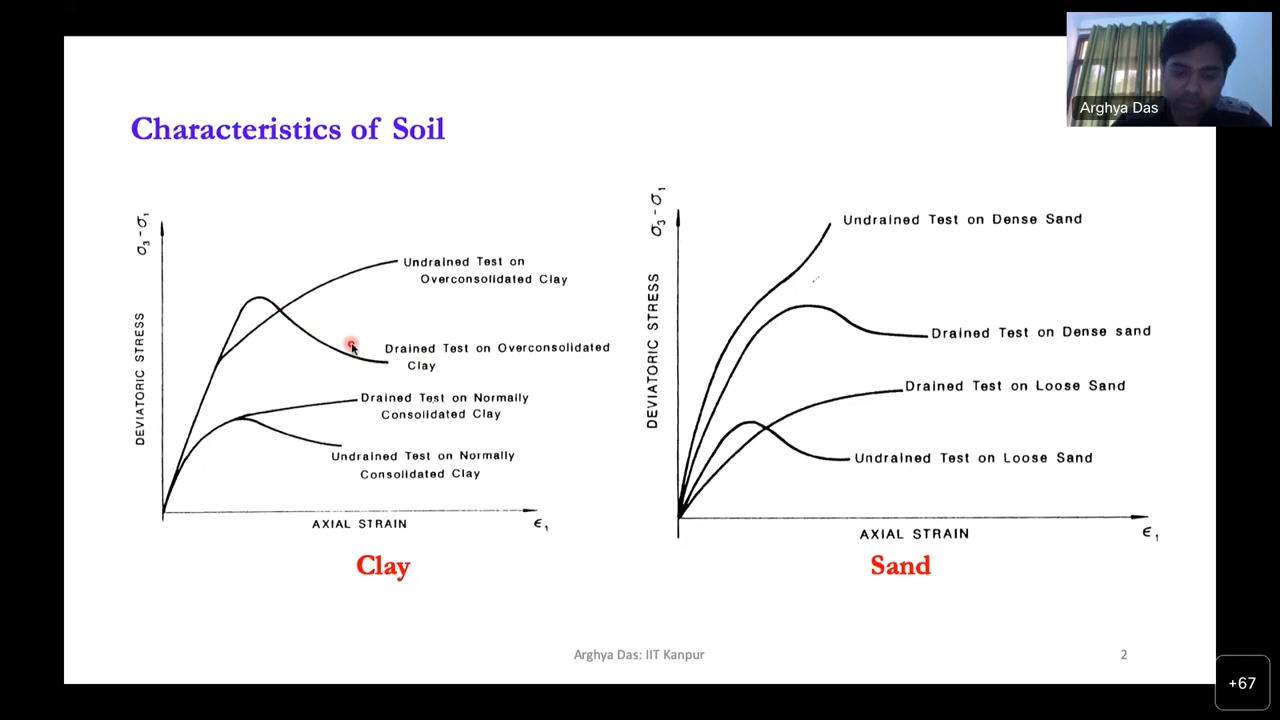 Arghya Das
Characteristics of Soil
DEVIATORIC STRESS
σ₃ - σ₁
Undrained Test on
Overconsolidated Clay
Drained Test on Overconsolidated
Clay
Drained Test on Normally
Consolidated Clay
Undrained Test on Normally
Consolidated Clay
AXIAL STRAIN
ϵ₁
Clay
DEVIATORIC STRESS
σ₃ - σ₁
Undrained Test on Dense Sand
Drained Test on Dense sand
Drained Test on Loose Sand
Undrained Test on Loose Sand
AXIAL STRAIN
ϵ₁
Sand
Arghya Das: IIT Kanpur
2
+67